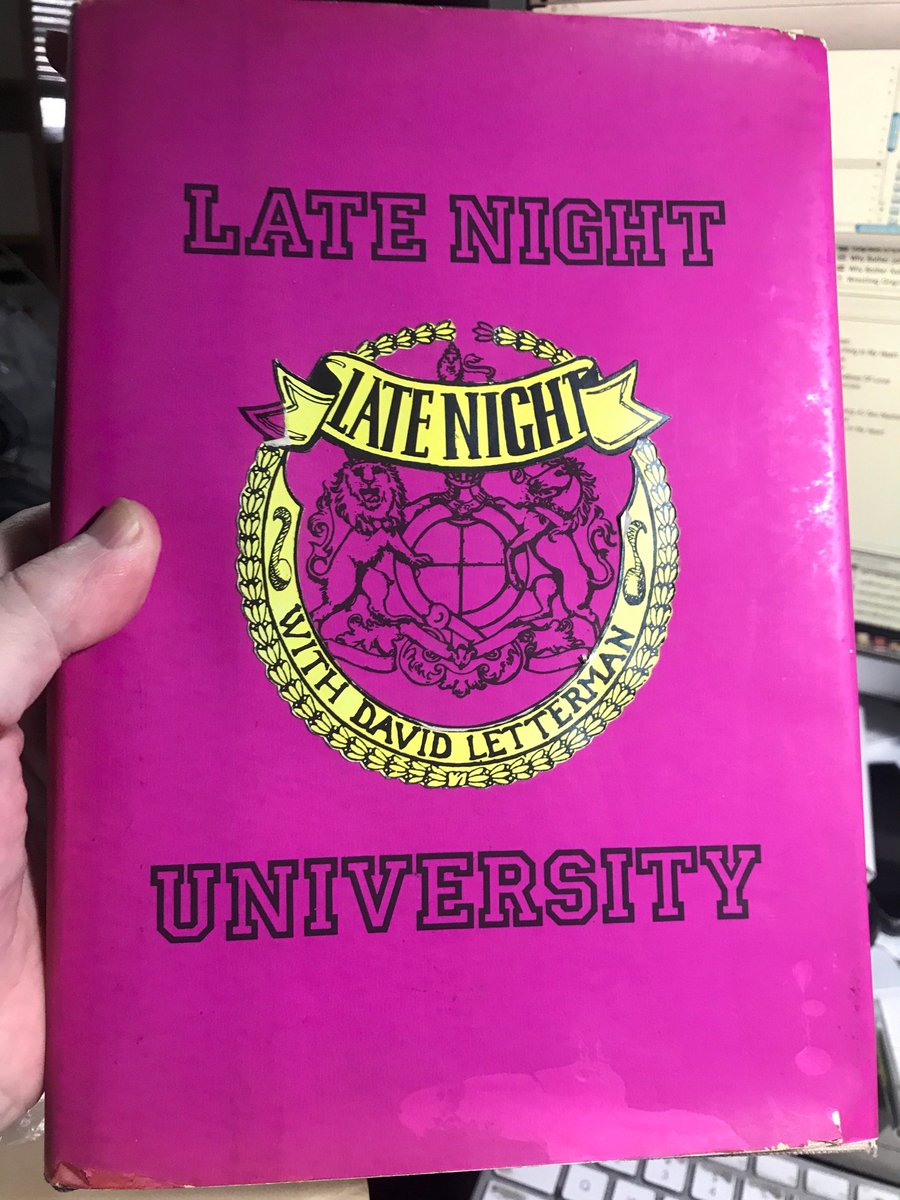 LATE NIGHT
LATE NIGHT
WITH DAVID LETTERMAN
UNIVERSITY